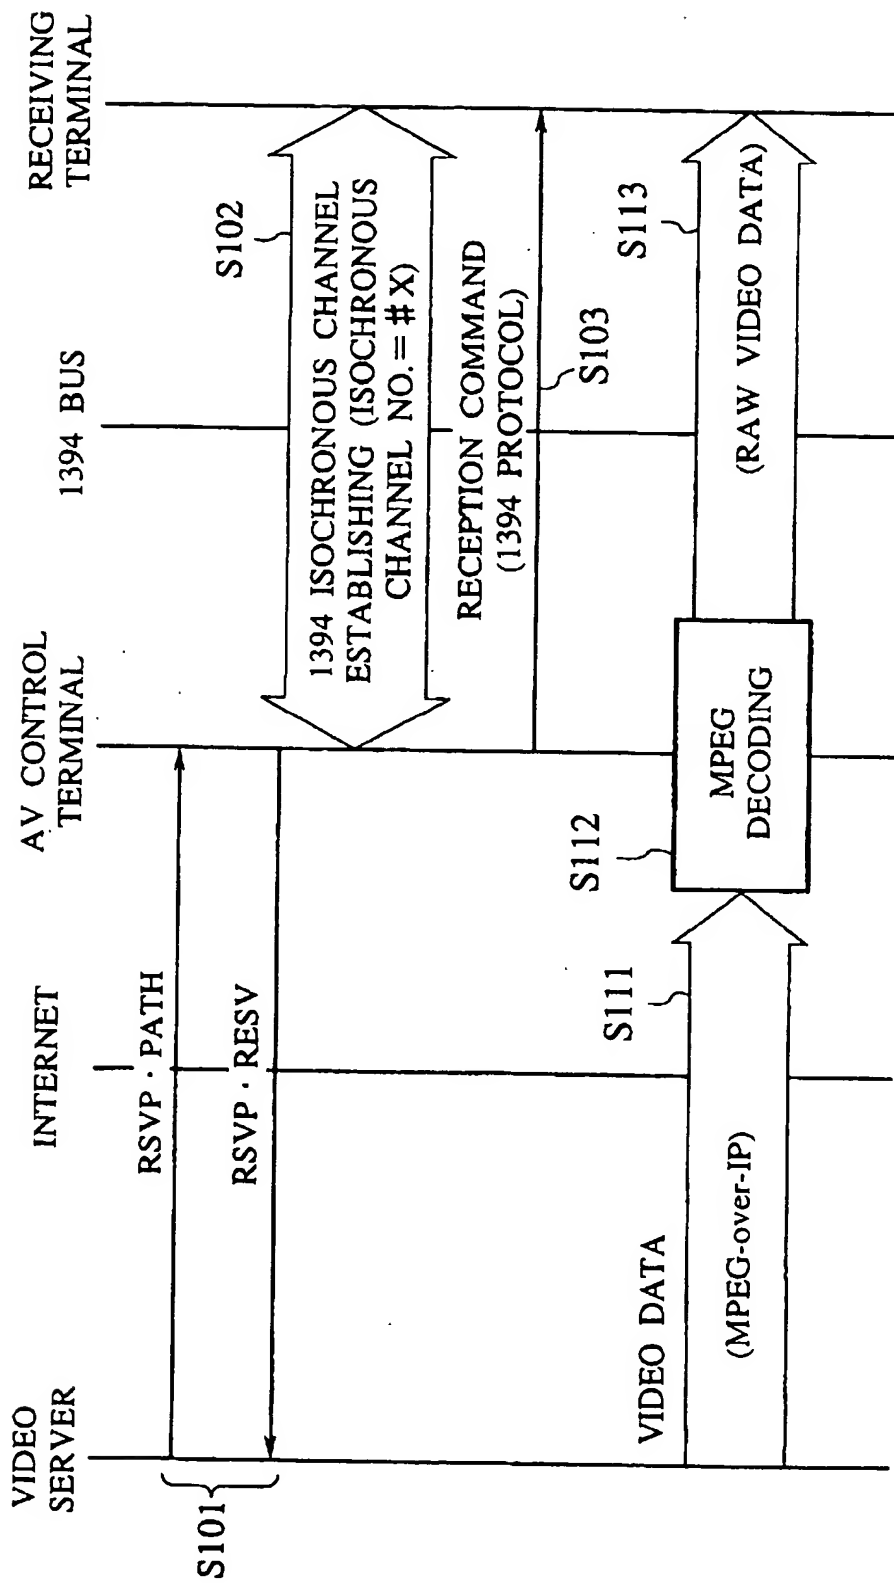 VIDEO
SERVER
INTERNET
AV CONTROL
TERMINAL
1394 BUS
RECEIVING
TERMINAL
S101
RSVP · PATH
RSVP · RESV
S102
1394 ISOCHRONOUS CHANNEL
ESTABLISHING (ISOCHRONOUS
CHANNEL NO.=#X)
RECEPTION COMMAND
(1394 PROTOCOL)
S103
VIDEO DATA
(MPEG-over-IP)
S111
S112
MPEG
DECODING
(RAW VIDEO DATA)
S113